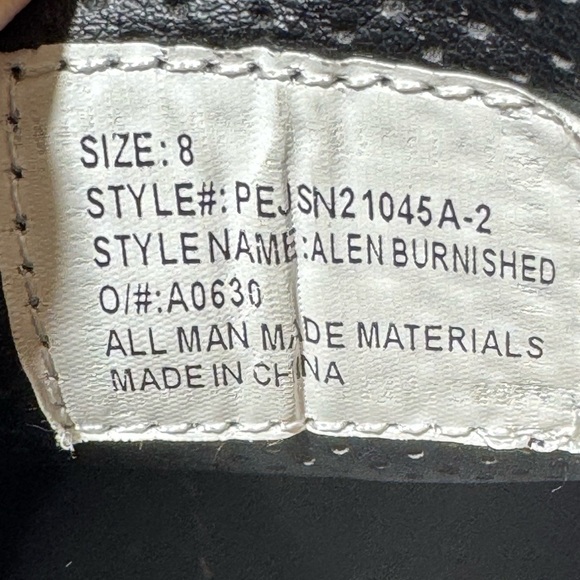 SIZE: 8
STYLE#: PEJSN21045A-2
STYLE NAME:ALEN BURNISHED
O/#:A0630
ALL MAN MADE MATERIALS
MADE IN CHINA